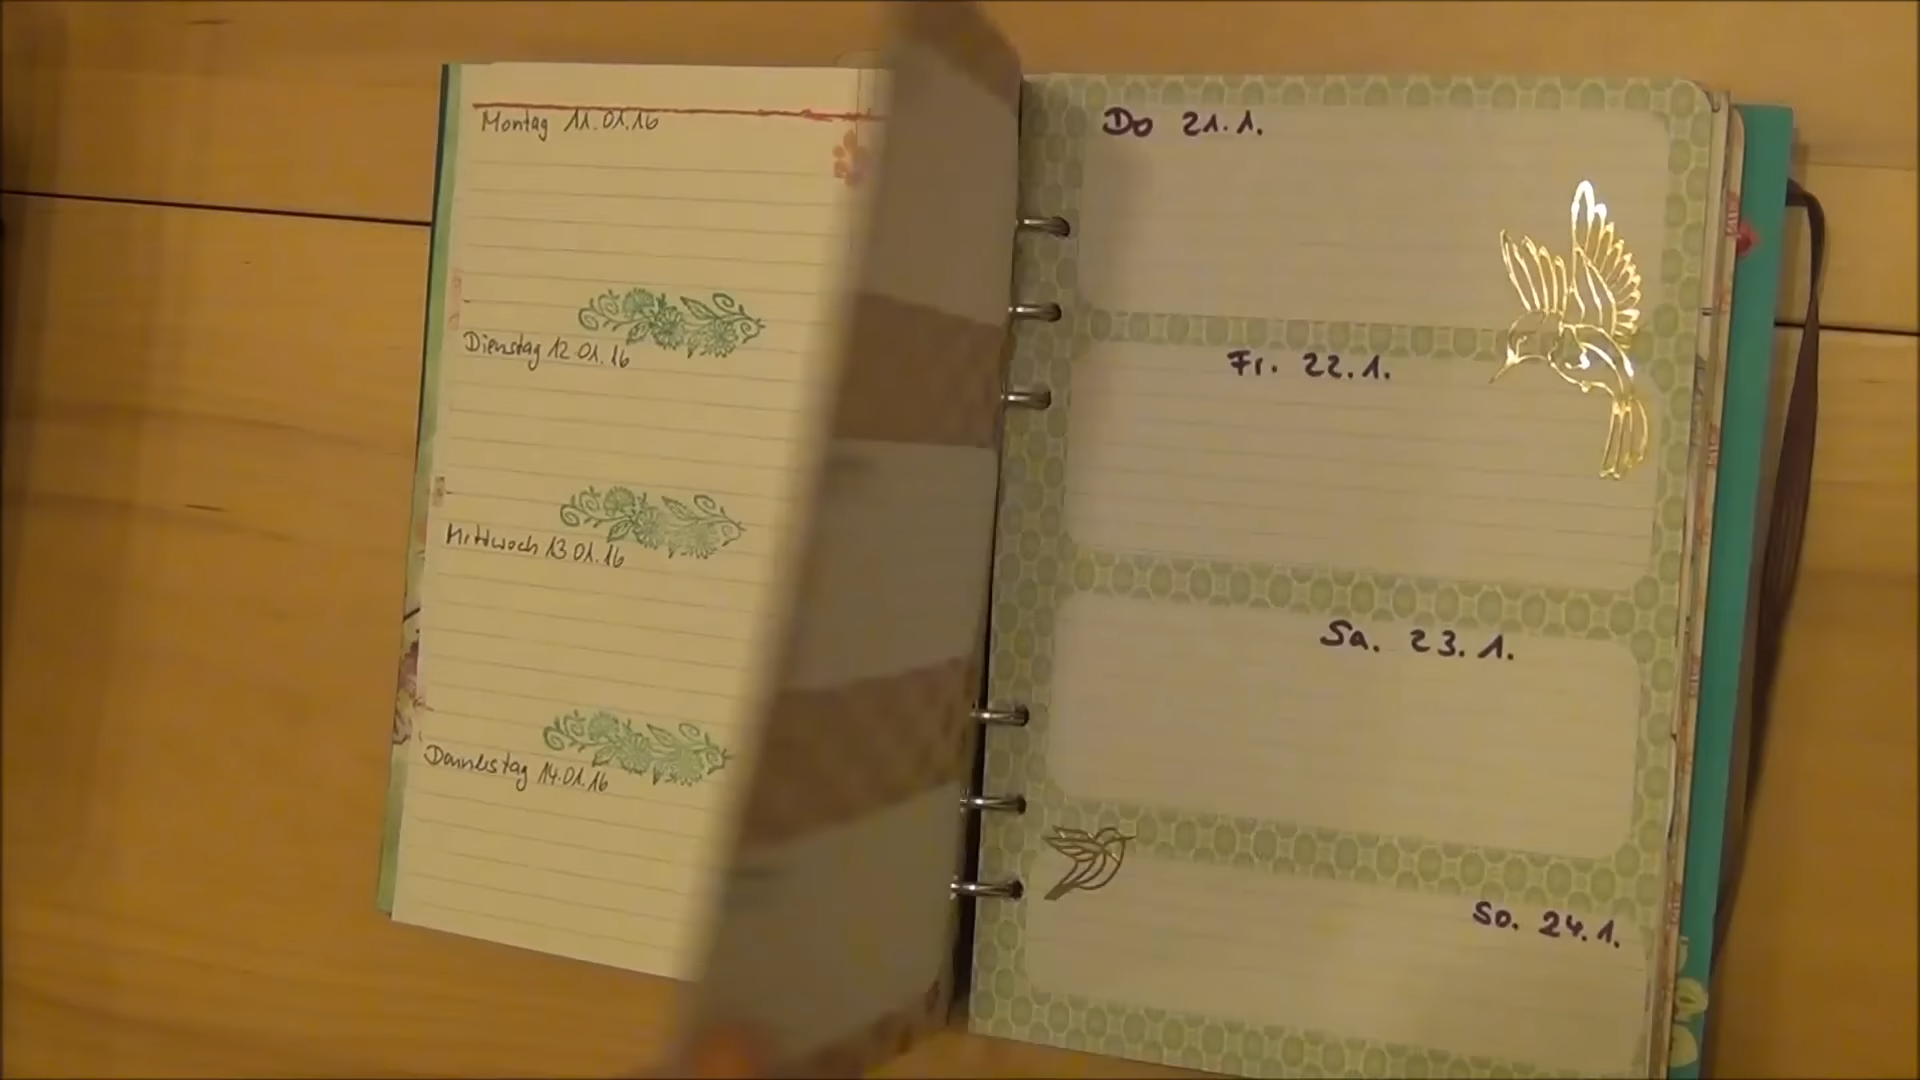 Montag 11.01.16
Dienstag 12.01.16
Mittwoch 13.01.16
Donnerstag 14.01.16
Do 21.1.
Fr. 22.1.
Sa. 23.1.
So. 24.1.